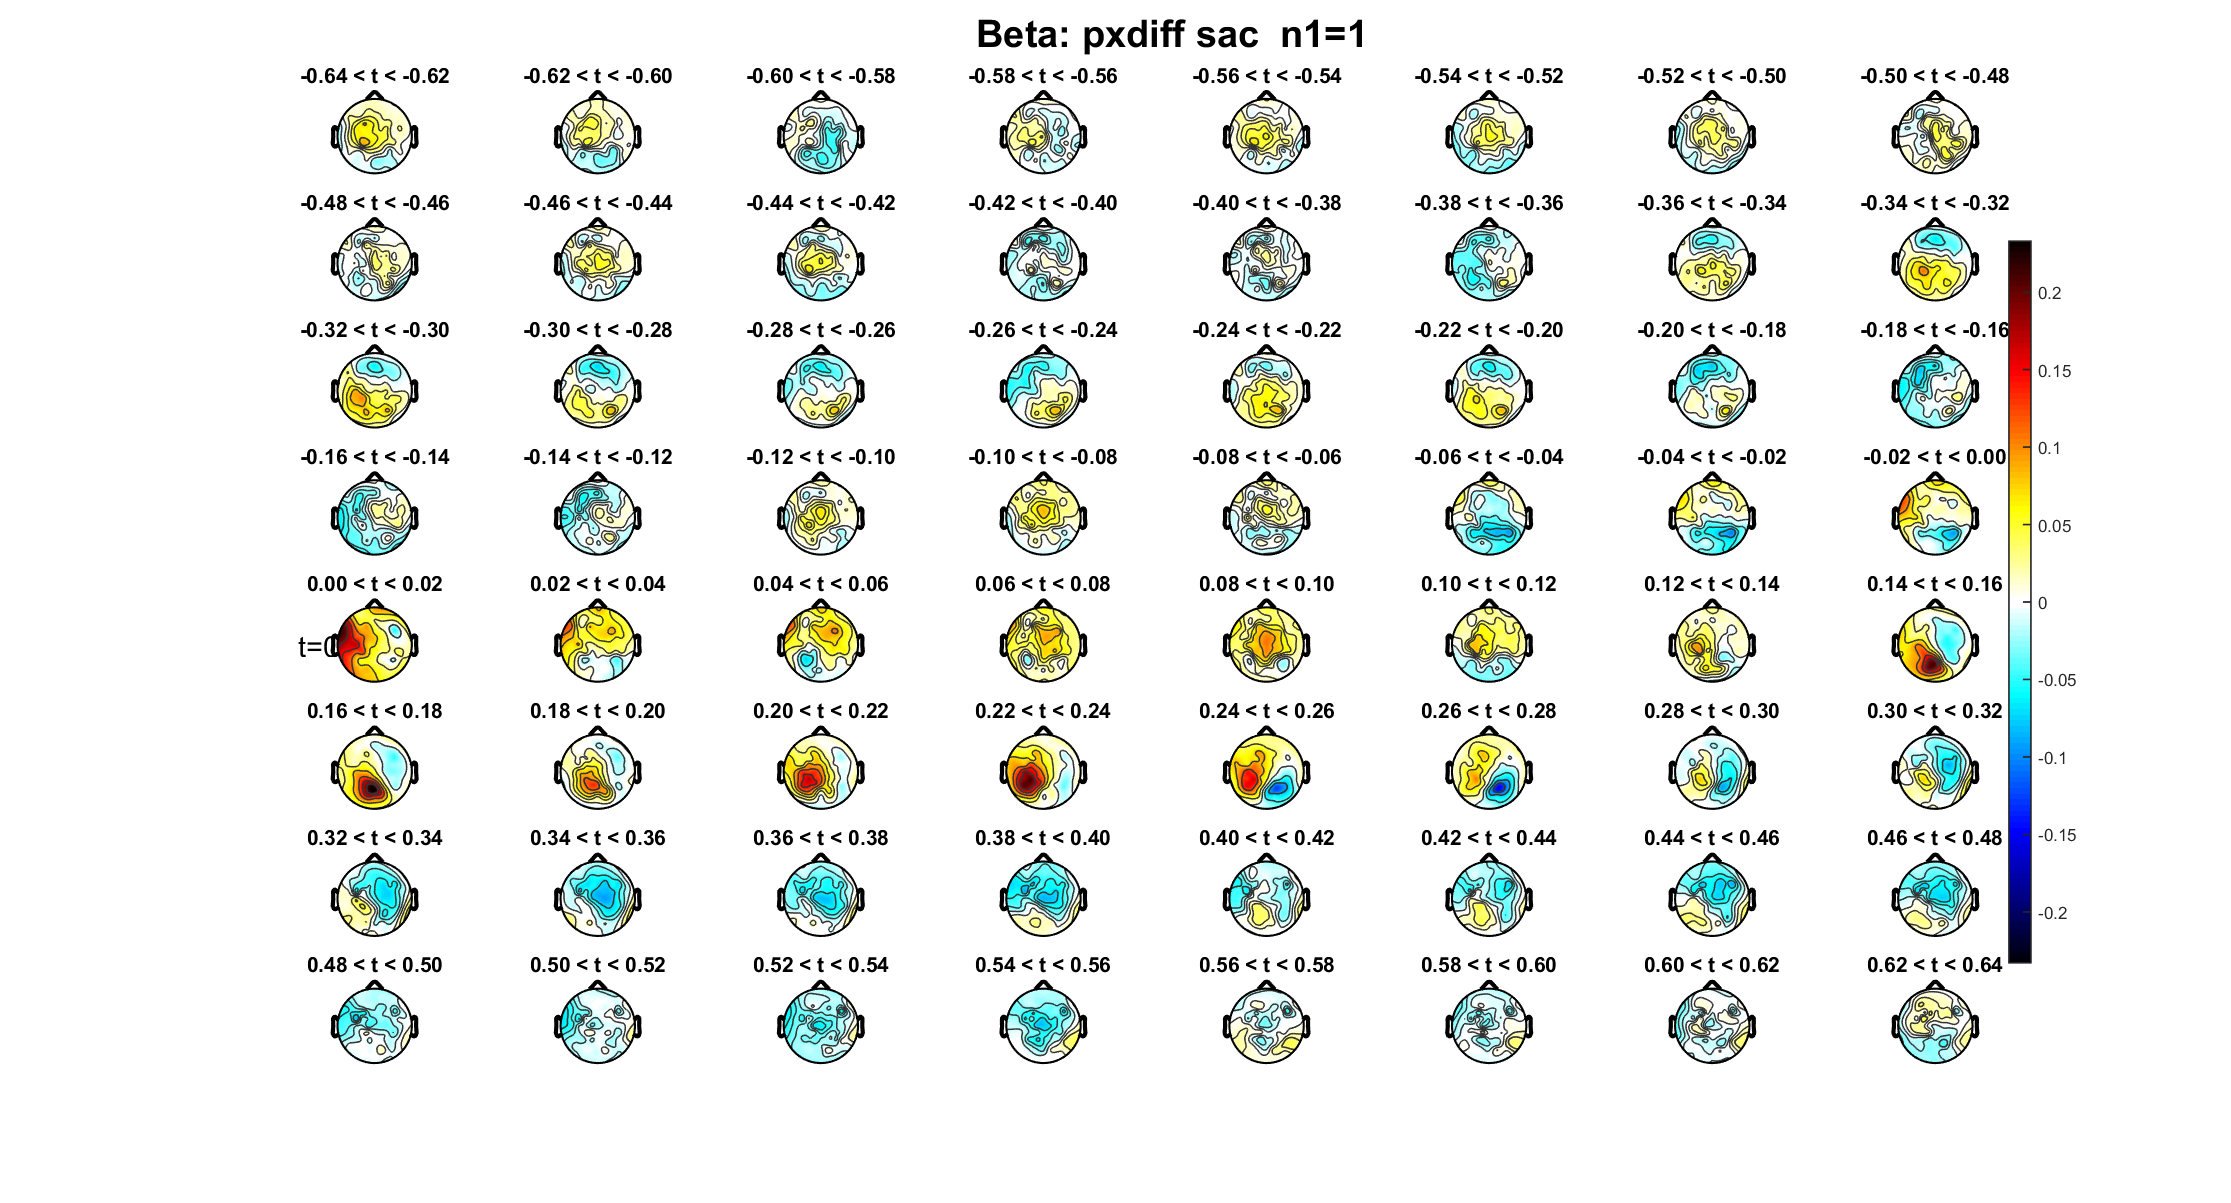 Beta: pxdiff sac  n1=1
-0.64 < t < -0.62 -0.62 < t < -0.60 -0.60 < t < -0.58 -0.58 < t < -0.56 -0.56 < t < -0.54 -0.54 < t < -0.52 -0.52 < t < -0.50 -0.50 < t < -0.48
-0.48 < t < -0.46 -0.46 < t < -0.44 -0.44 < t < -0.42 -0.42 < t < -0.40 -0.40 < t < -0.38 -0.38 < t < -0.36 -0.36 < t < -0.34 -0.34 < t < -0.32
-0.32 < t < -0.30 -0.30 < t < -0.28 -0.28 < t < -0.26 -0.26 < t < -0.24 -0.24 < t < -0.22 -0.22 < t < -0.20 -0.20 < t < -0.18 -0.18 < t < -0.16
-0.16 < t < -0.14 -0.14 < t < -0.12 -0.12 < t < -0.10 -0.10 < t < -0.08 -0.08 < t < -0.06 -0.06 < t < -0.04 -0.04 < t < -0.02 -0.02 < t < 0.00
0.00 < t < 0.02 0.02 < t < 0.04 0.04 < t < 0.06 0.06 < t < 0.08 0.08 < t < 0.10 0.10 < t < 0.12 0.12 < t < 0.14 0.14 < t < 0.16
t=0
0.16 < t < 0.18 0.18 < t < 0.20 0.20 < t < 0.22 0.22 < t < 0.24 0.24 < t < 0.26 0.26 < t < 0.28 0.28 < t < 0.30 0.30 < t < 0.32
0.32 < t < 0.34 0.34 < t < 0.36 0.36 < t < 0.38 0.38 < t < 0.40 0.40 < t < 0.42 0.42 < t < 0.44 0.44 < t < 0.46 0.46 < t < 0.48
0.48 < t < 0.50 0.50 < t < 0.52 0.52 < t < 0.54 0.54 < t < 0.56 0.56 < t < 0.58 0.58 < t < 0.60 0.60 < t < 0.62 0.62 < t < 0.64
0.2
0.15
0.1
0.05
0
-0.05
-0.1
-0.15
-0.2